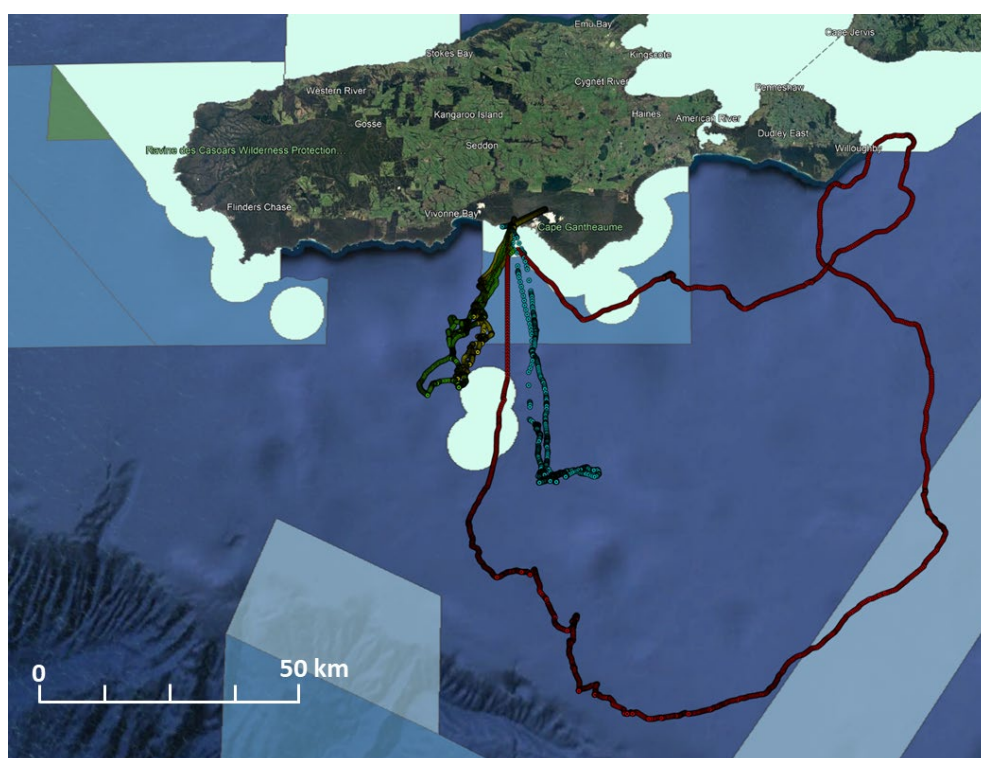 Emu Bay
Cape Jervis
Stokes Bay
Kingscote
Cygnet River
Western River
Penneshaw
Kangaroo Island
Haines
American River
Gosse
Dudley East
Seddon
Willoughby
Ravine des Casoars Wilderness Protection...
Flinders Chase
Vivonne Bay
Cape Gantheaume
0
50 km